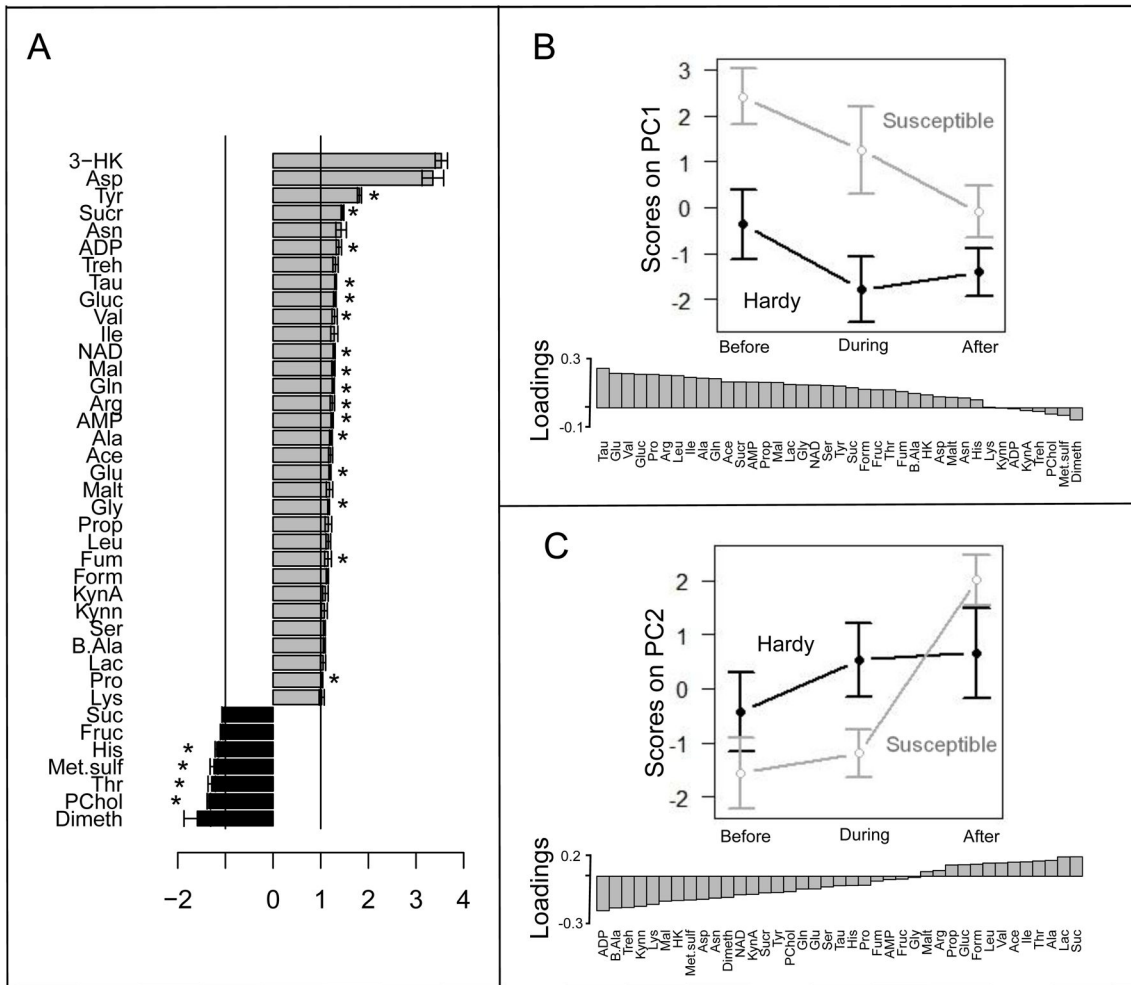 A
3-HK
Asp
Tyr *
Sucr *
Asn
ADP *
Treh
Tau *
Gluc *
Val *
Ile
NAD *
Mal *
Gln *
Arg *
AMP *
Ala *
Ace
Glu *
Malt
Gly *
Prop
Leu
Fum *
Form
KynA
Kynn
Ser
B.Ala
Lac
Pro *
Lys
Suc
Fruc
His *
Met.sulf *
Thr *
PChol *
Dimeth
−2 0 1 2 3 4
B
Scores on PC1
3
2
1
0
-1
-2
Susceptible
Hardy
Before During After
Loadings
0.3
-0.1
Tau Glu Val Gluc Pro Arg Leu Ile Ala Gln Ace Sucr AMP Prop Mal Lac Gly NAD Ser Tyr Suc Form Fruc Thr Fum B.Ala HK Asp Malt Asn His Lys Kynn ADP KynA Treh PChol Met.sulf Dimeth
C
Scores on PC2
2
1
0
-1
-2
Hardy
Susceptible
Before During After
Loadings
0.2
-0.3
ADP B.Ala Treh Kynn Lys Mal HK Met.sulf Asp Asn Dimeth NAD KynA Sucr Tyr PChol Gln Glu Ser Tau His Pro Fum AMP Fruc Gly Malt Arg Prop Gluc Form Leu Val Ace Ile Thr Ala Lac Suc